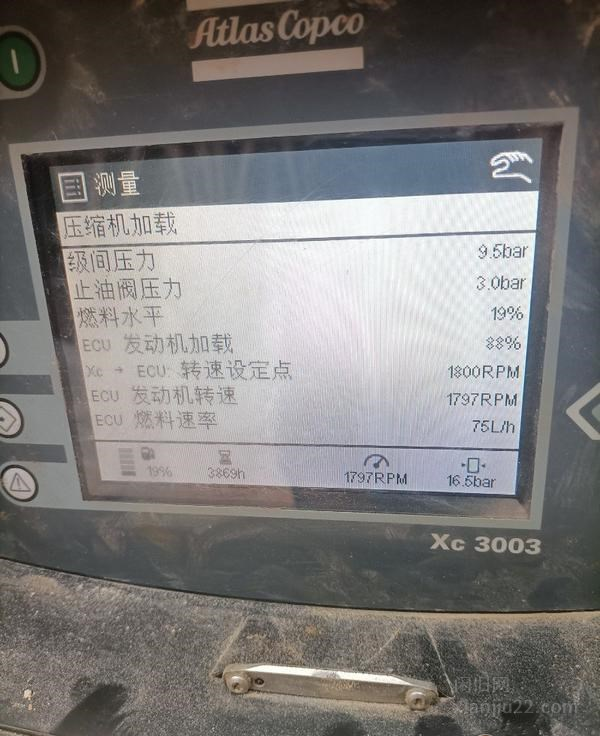 Atlas Copco
测量
压缩机加载
级间压力 9.5bar
止油阀压力 3.0bar
燃料水平 19%
ECU 发动机加载 88%
Xc → ECU: 转速设定点 1800RPM
ECU 发动机转速 1797RPM
ECU 燃料速率 75L/h
19% 3869h 1797RPM 16.5bar
Xc 3003